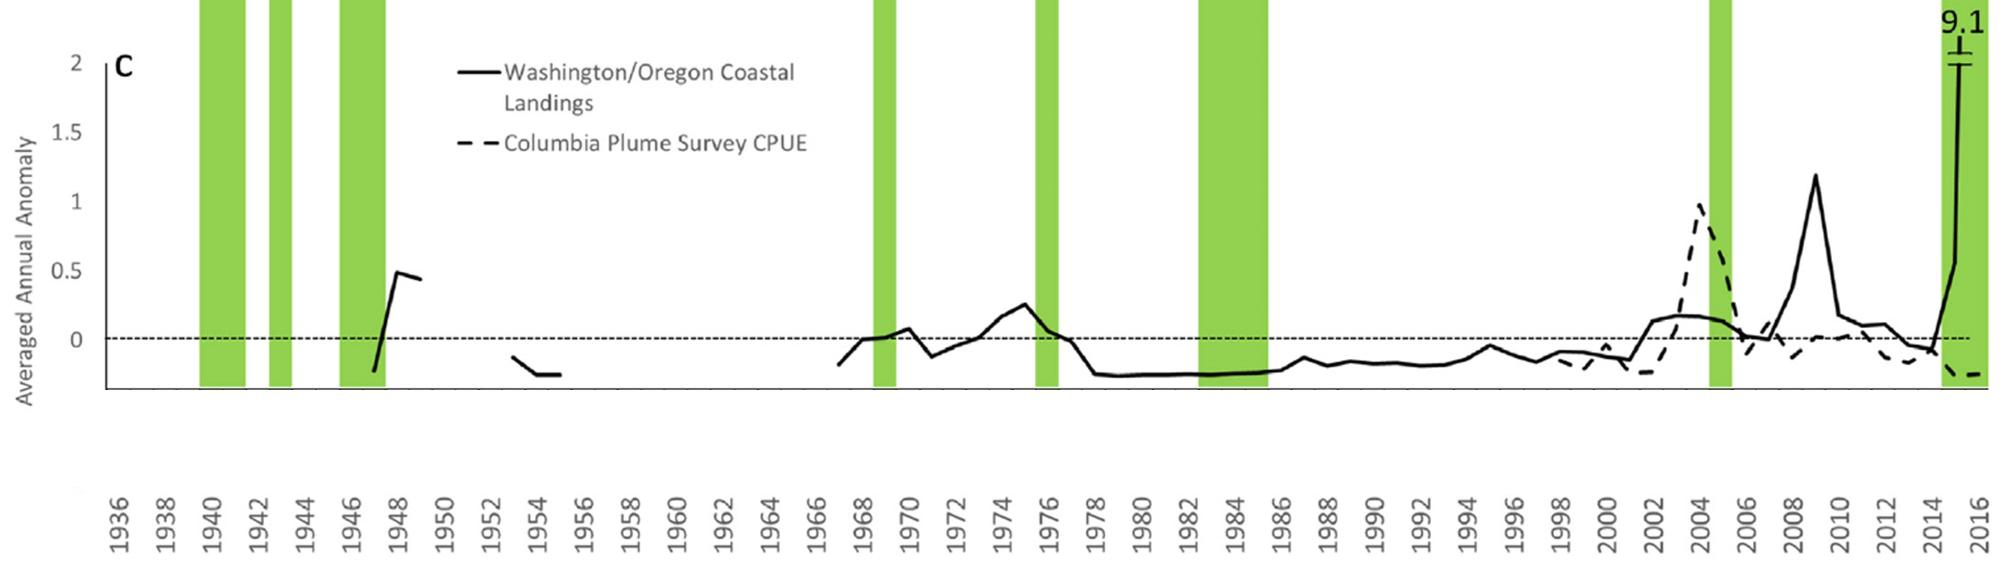 9.1
C
Washington/Oregon Coastal
Landings
Columbia Plume Survey CPUE
Averaged Annual Anomaly
2
1.5
1
0.5
0
1936 1938 1940 1942 1944 1946 1948 1950 1952 1954 1956 1958 1960 1962 1964 1966 1968 1970 1972 1974 1976 1978 1980 1982 1984 1986 1988 1990 1992 1994 1996 1998 2000 2002 2004 2006 2008 2010 2012 2014 2016